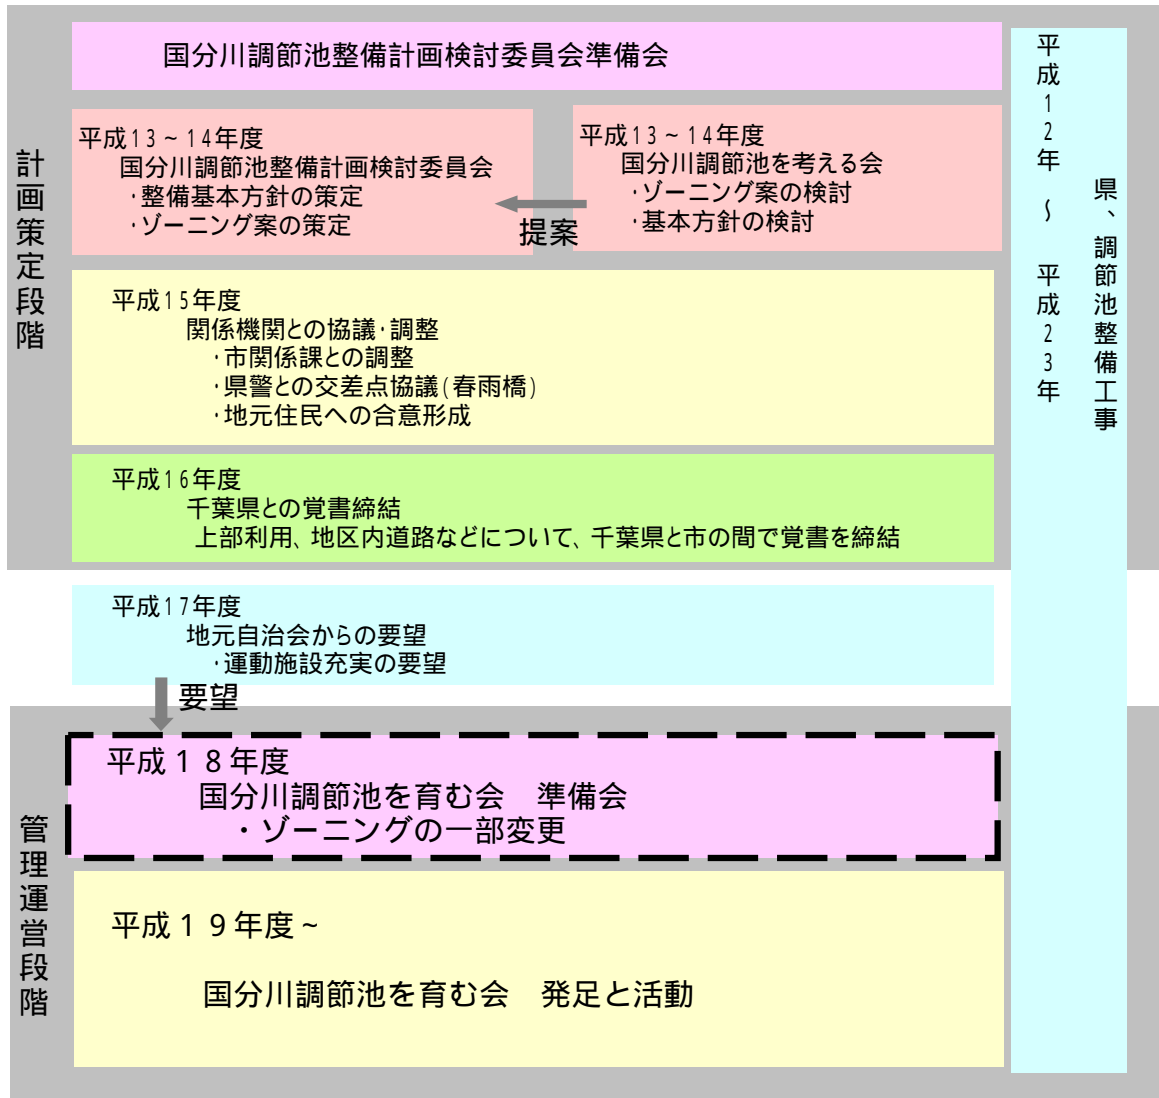 計画策定段階
国分川調節池整備計画検討委員会準備会
平成13~14年度
国分川調節池整備計画検討委員会
・整備基本方針の策定
・ゾーニング案の策定
提案
平成13~14年度
国分川調節池を考える会
・ゾーニング案の検討
・基本方針の検討
平成15年度
関係機関との協議・調整
・市関係課との調整
・県警との交差点協議(春雨橋)
・地元住民への合意形成
平成16年度
千葉県との覚書締結
上部利用、地区内道路などについて、千葉県と市の間で覚書を締結
平成17年度
地元自治会からの要望
・運動施設充実の要望
要望
管理運営段階
平成18年度
国分川調節池を育む会 準備会
・ゾーニングの一部変更
平成19年度~
国分川調節池を育む会 発足と活動
県、調節池整備工事
平成12年~平成23年